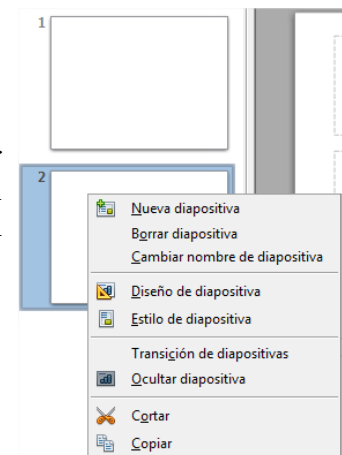 1
2
Nueva diapositiva
Borrar diapositiva
Cambiar nombre de diapositiva
Diseño de diapositiva
Estilo de diapositiva
Transición de diapositivas
Ocultar diapositiva
Cortar
Copiar